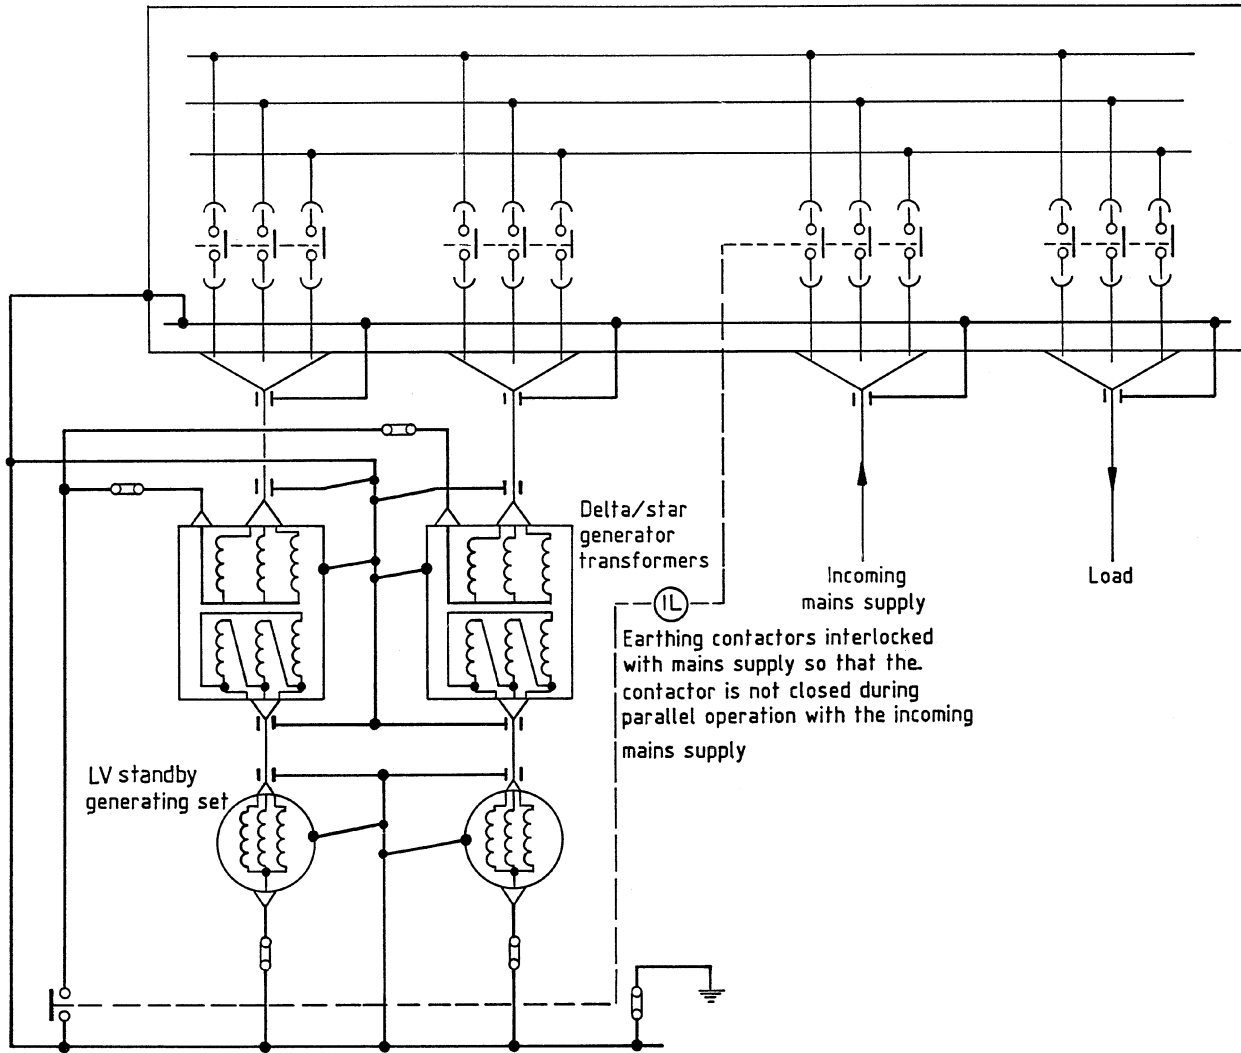 Delta/star
generator
transformers
Incoming
mains supply
Load
IL
Earthing contactors interlocked
with mains supply so that the
contactor is not closed during
parallel operation with the incoming
mains supply
LV standby
generating set